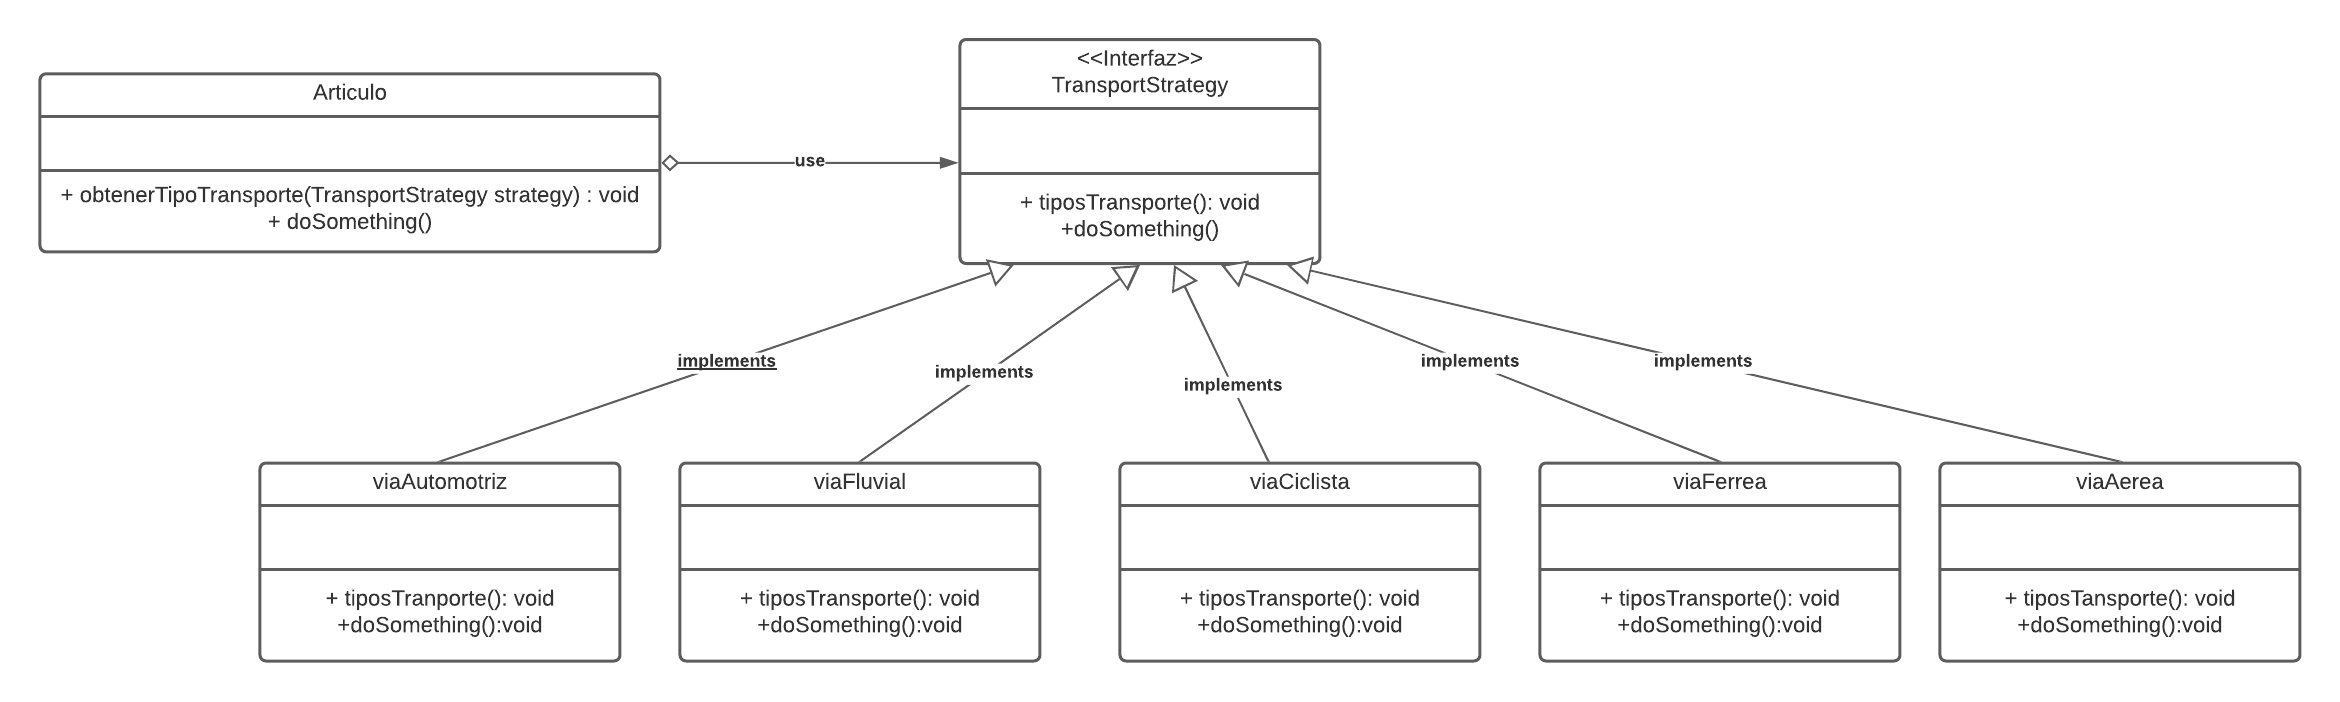 <<Interfaz>>
TransportStrategy
Articulo
use
+ obtenerTipoTransporte(TransportStrategy strategy) : void
+ doSomething()
+ tiposTransporte(): void
+doSomething()
implements
implements
implements
implements
implements
viaAutomotriz
+ tiposTranporte(): void
+doSomething():void
viaFluvial
+ tiposTransporte(): void
+doSomething():void
viaCiclista
+ tiposTransporte(): void
+doSomething():void
viaFerrea
+ tiposTransporte(): void
+doSomething():void
viaAerea
+ tiposTansporte(): void
+doSomething():void